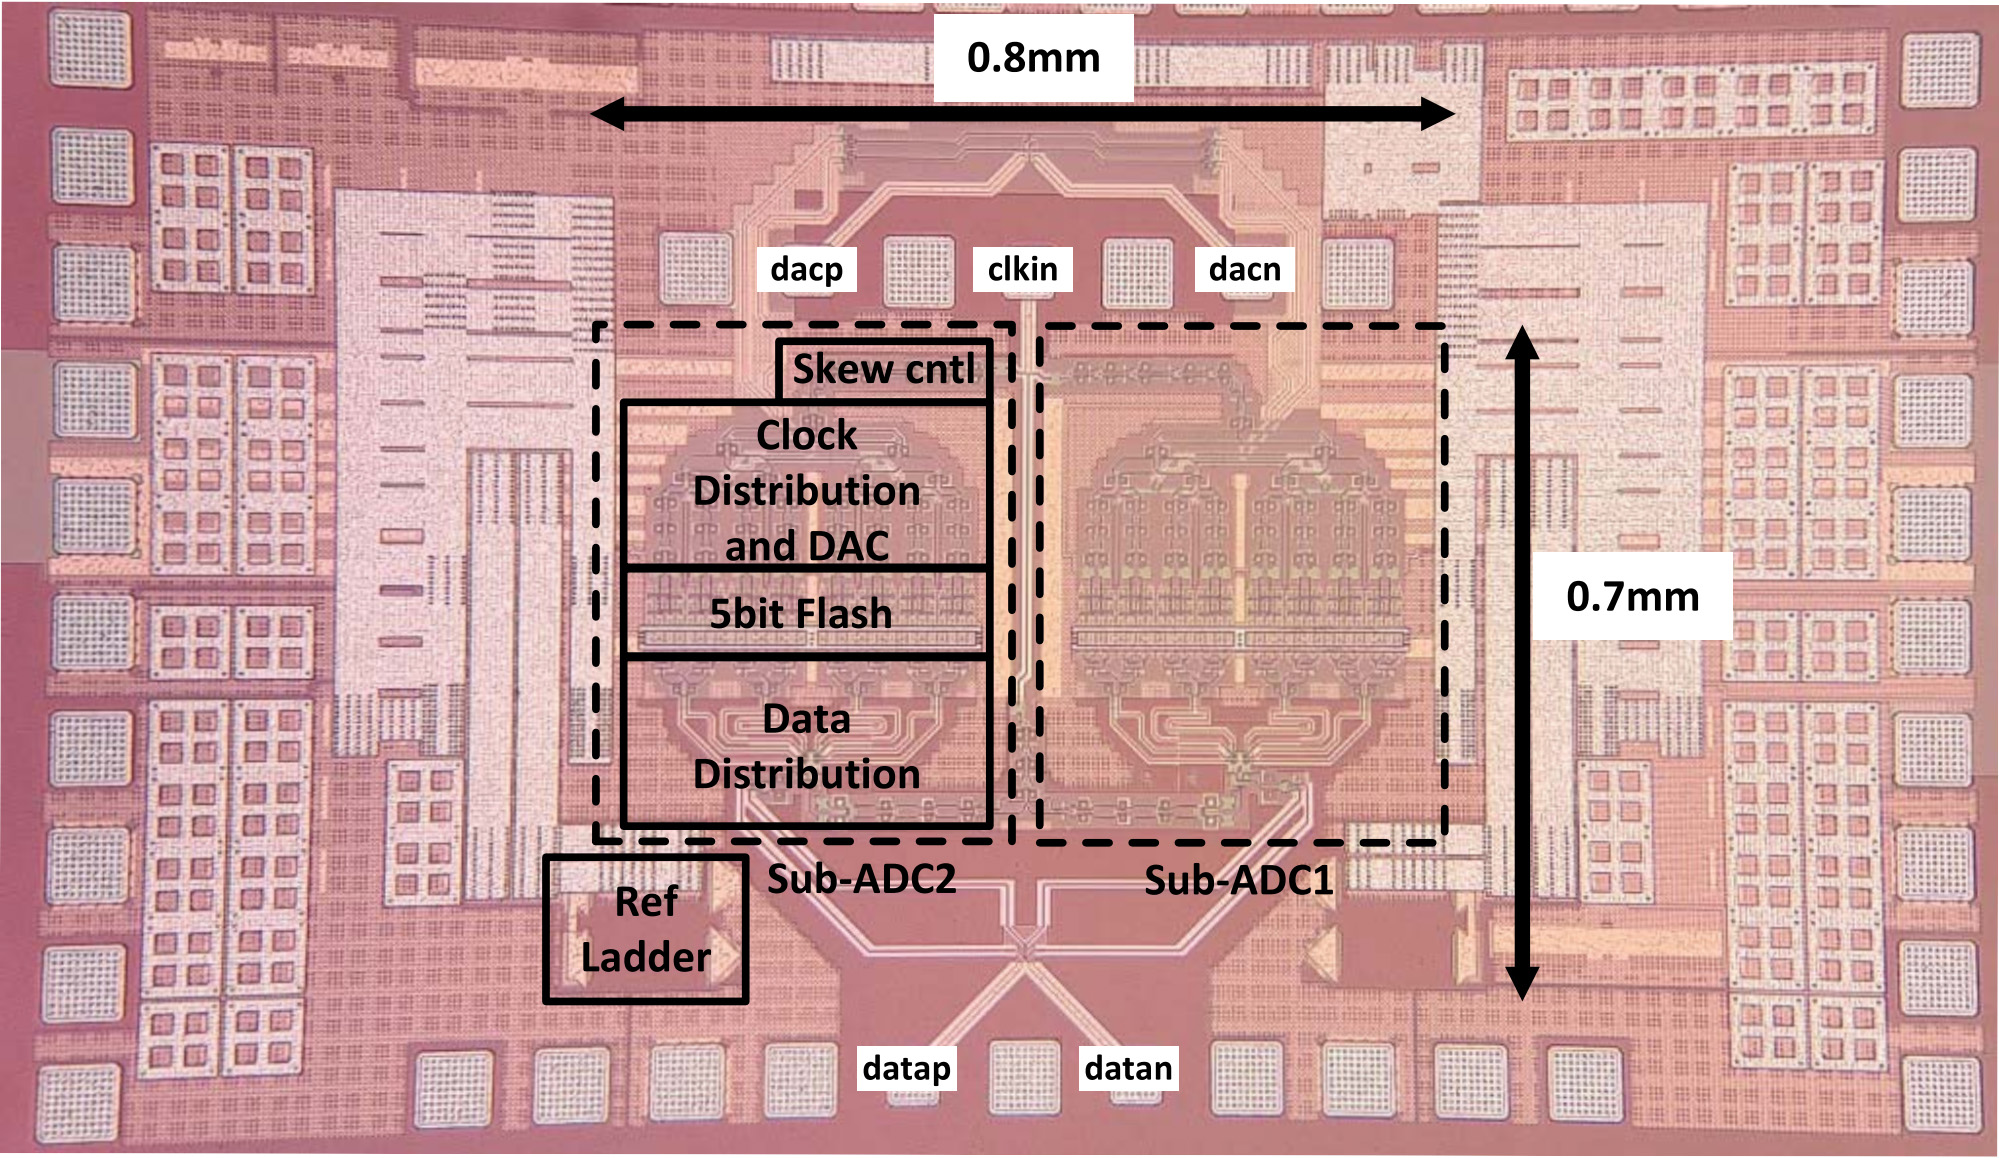 0.8mm
dacp
clkin
dacn
Skew cntl
Clock
Distribution
and DAC
5bit Flash
Data
Distribution
0.7mm
Sub-ADC2
Sub-ADC1
Ref
Ladder
datap
datan